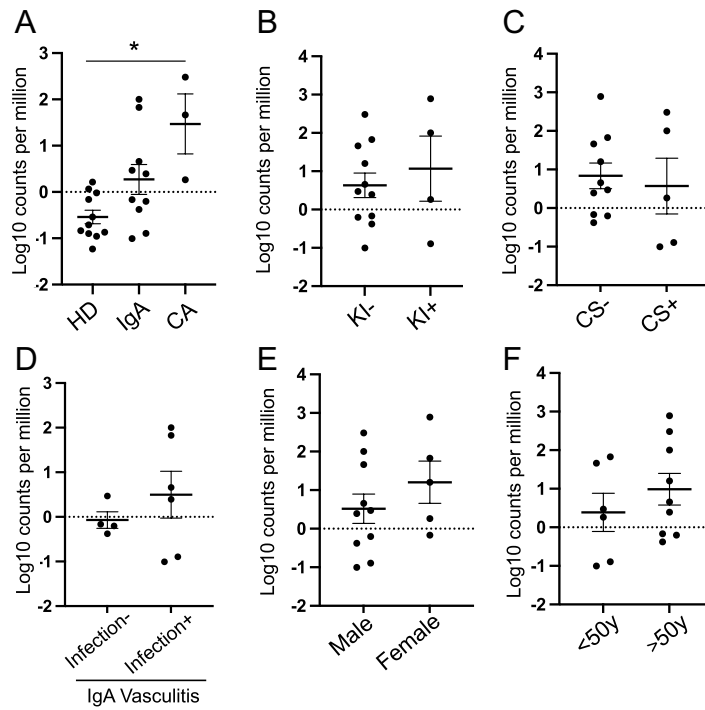 A
B
C
*
Log10 counts per million
3
2
1
0
-1
-2
HD
IgA
CA
Log10 counts per million
4
3
2
1
0
-1
-2
KI-
KI+
Log10 counts per million
4
3
2
1
0
-1
-2
CS-
CS+
D
E
F
Log10 counts per million
3
2
1
0
-1
-2
Infection-
Infection+
IgA Vasculitis
Log10 counts per million
4
3
2
1
0
-1
-2
Male
Female
Log10 counts per million
4
3
2
1
0
-1
-2
<50y
>50y